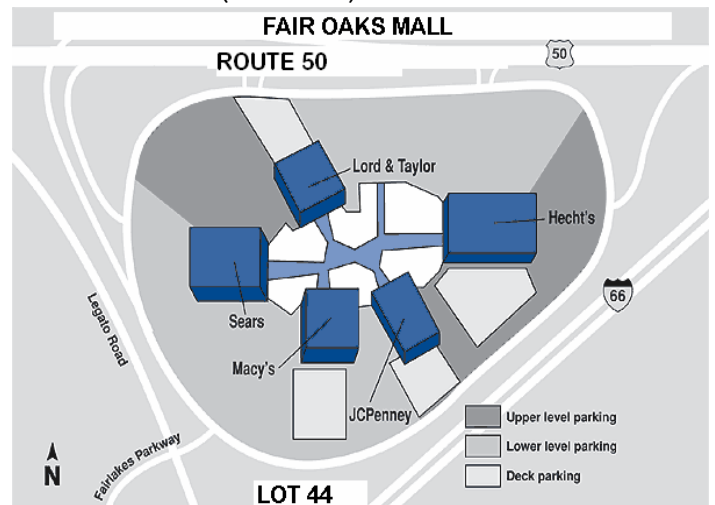 FAIR OAKS MALL
ROUTE 50
50
Lord & Taylor
Hecht's
66
Sears
Legato Road
Macy's
JCPenney
Upper level parking
Lower level parking
Deck parking
Fairlakes Parkway
N
LOT 44